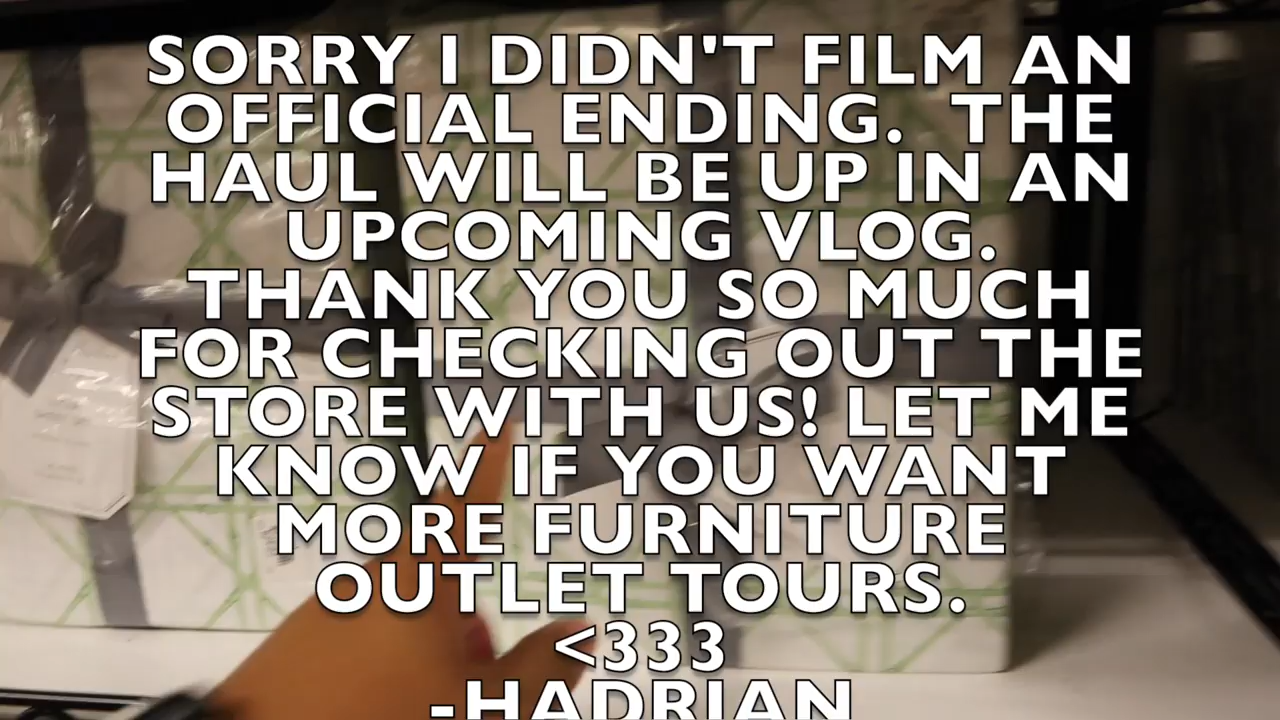 SORRY I DIDN'T FILM AN
OFFICIAL ENDING. THE
HAUL WILL BE UP IN AN
UPCOMING VLOG.
THANK YOU SO MUCH
FOR CHECKING OUT THE
STORE WITH US! LET ME
KNOW IF YOU WANT
MORE FURNITURE
OUTLET TOURS.
<333
-HADRIAN